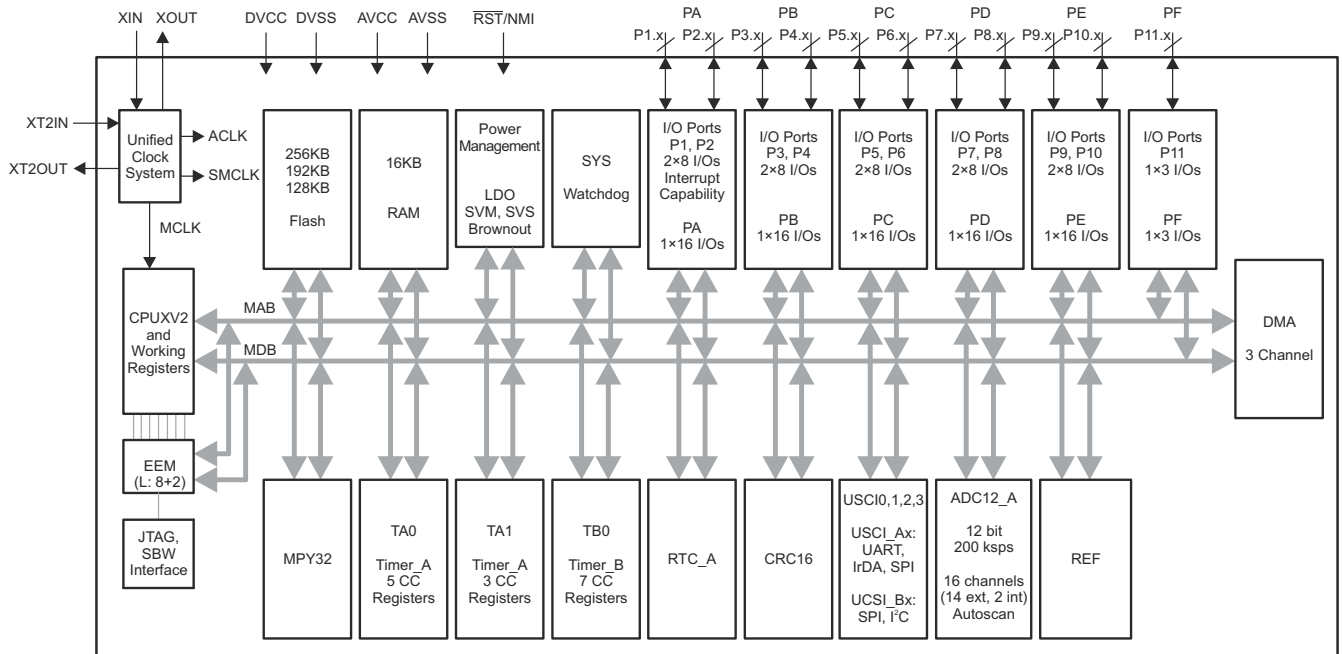 XIN XOUT DVCC DVSS AVCC AVSS RST/NMI
PA PB PC PD PE PF
P1.x P2.x P3.x P4.x P5.x P6.x P7.x P8.x P9.x P10.x P11.x
XT2IN
XT2OUT
Unified
Clock
System
ACLK
SMCLK
MCLK
256KB
192KB
128KB
Flash
16KB
RAM
Power
Management
LDO
SVM, SVS
Brownout
SYS
Watchdog
I/O Ports
P1, P2
2×8 I/Os
Interrupt
Capability
PA
1×16 I/Os
I/O Ports
P3, P4
2×8 I/Os
PB
1×16 I/Os
I/O Ports
P5, P6
2×8 I/Os
PC
1×16 I/Os
I/O Ports
P7, P8
2×8 I/Os
PD
1×16 I/Os
I/O Ports
P9, P10
2×8 I/Os
PE
1×16 I/Os
I/O Ports
P11
1×3 I/Os
PF
1×3 I/Os
CPUXV2
and
Working
Registers
MAB
MDB
DMA
3 Channel
EEM
(L: 8+2)
JTAG,
SBW
Interface
MPY32
TA0
Timer_A
5 CC
Registers
TA1
Timer_A
3 CC
Registers
TB0
Timer_B
7 CC
Registers
RTC_A
CRC16
USCI0,1,2,3
USCI_Ax:
UART,
IrDA, SPI
UCSI_Bx:
SPI, I²C
ADC12_A
12 bit
200 ksps
16 channels
(14 ext, 2 int)
Autoscan
REF